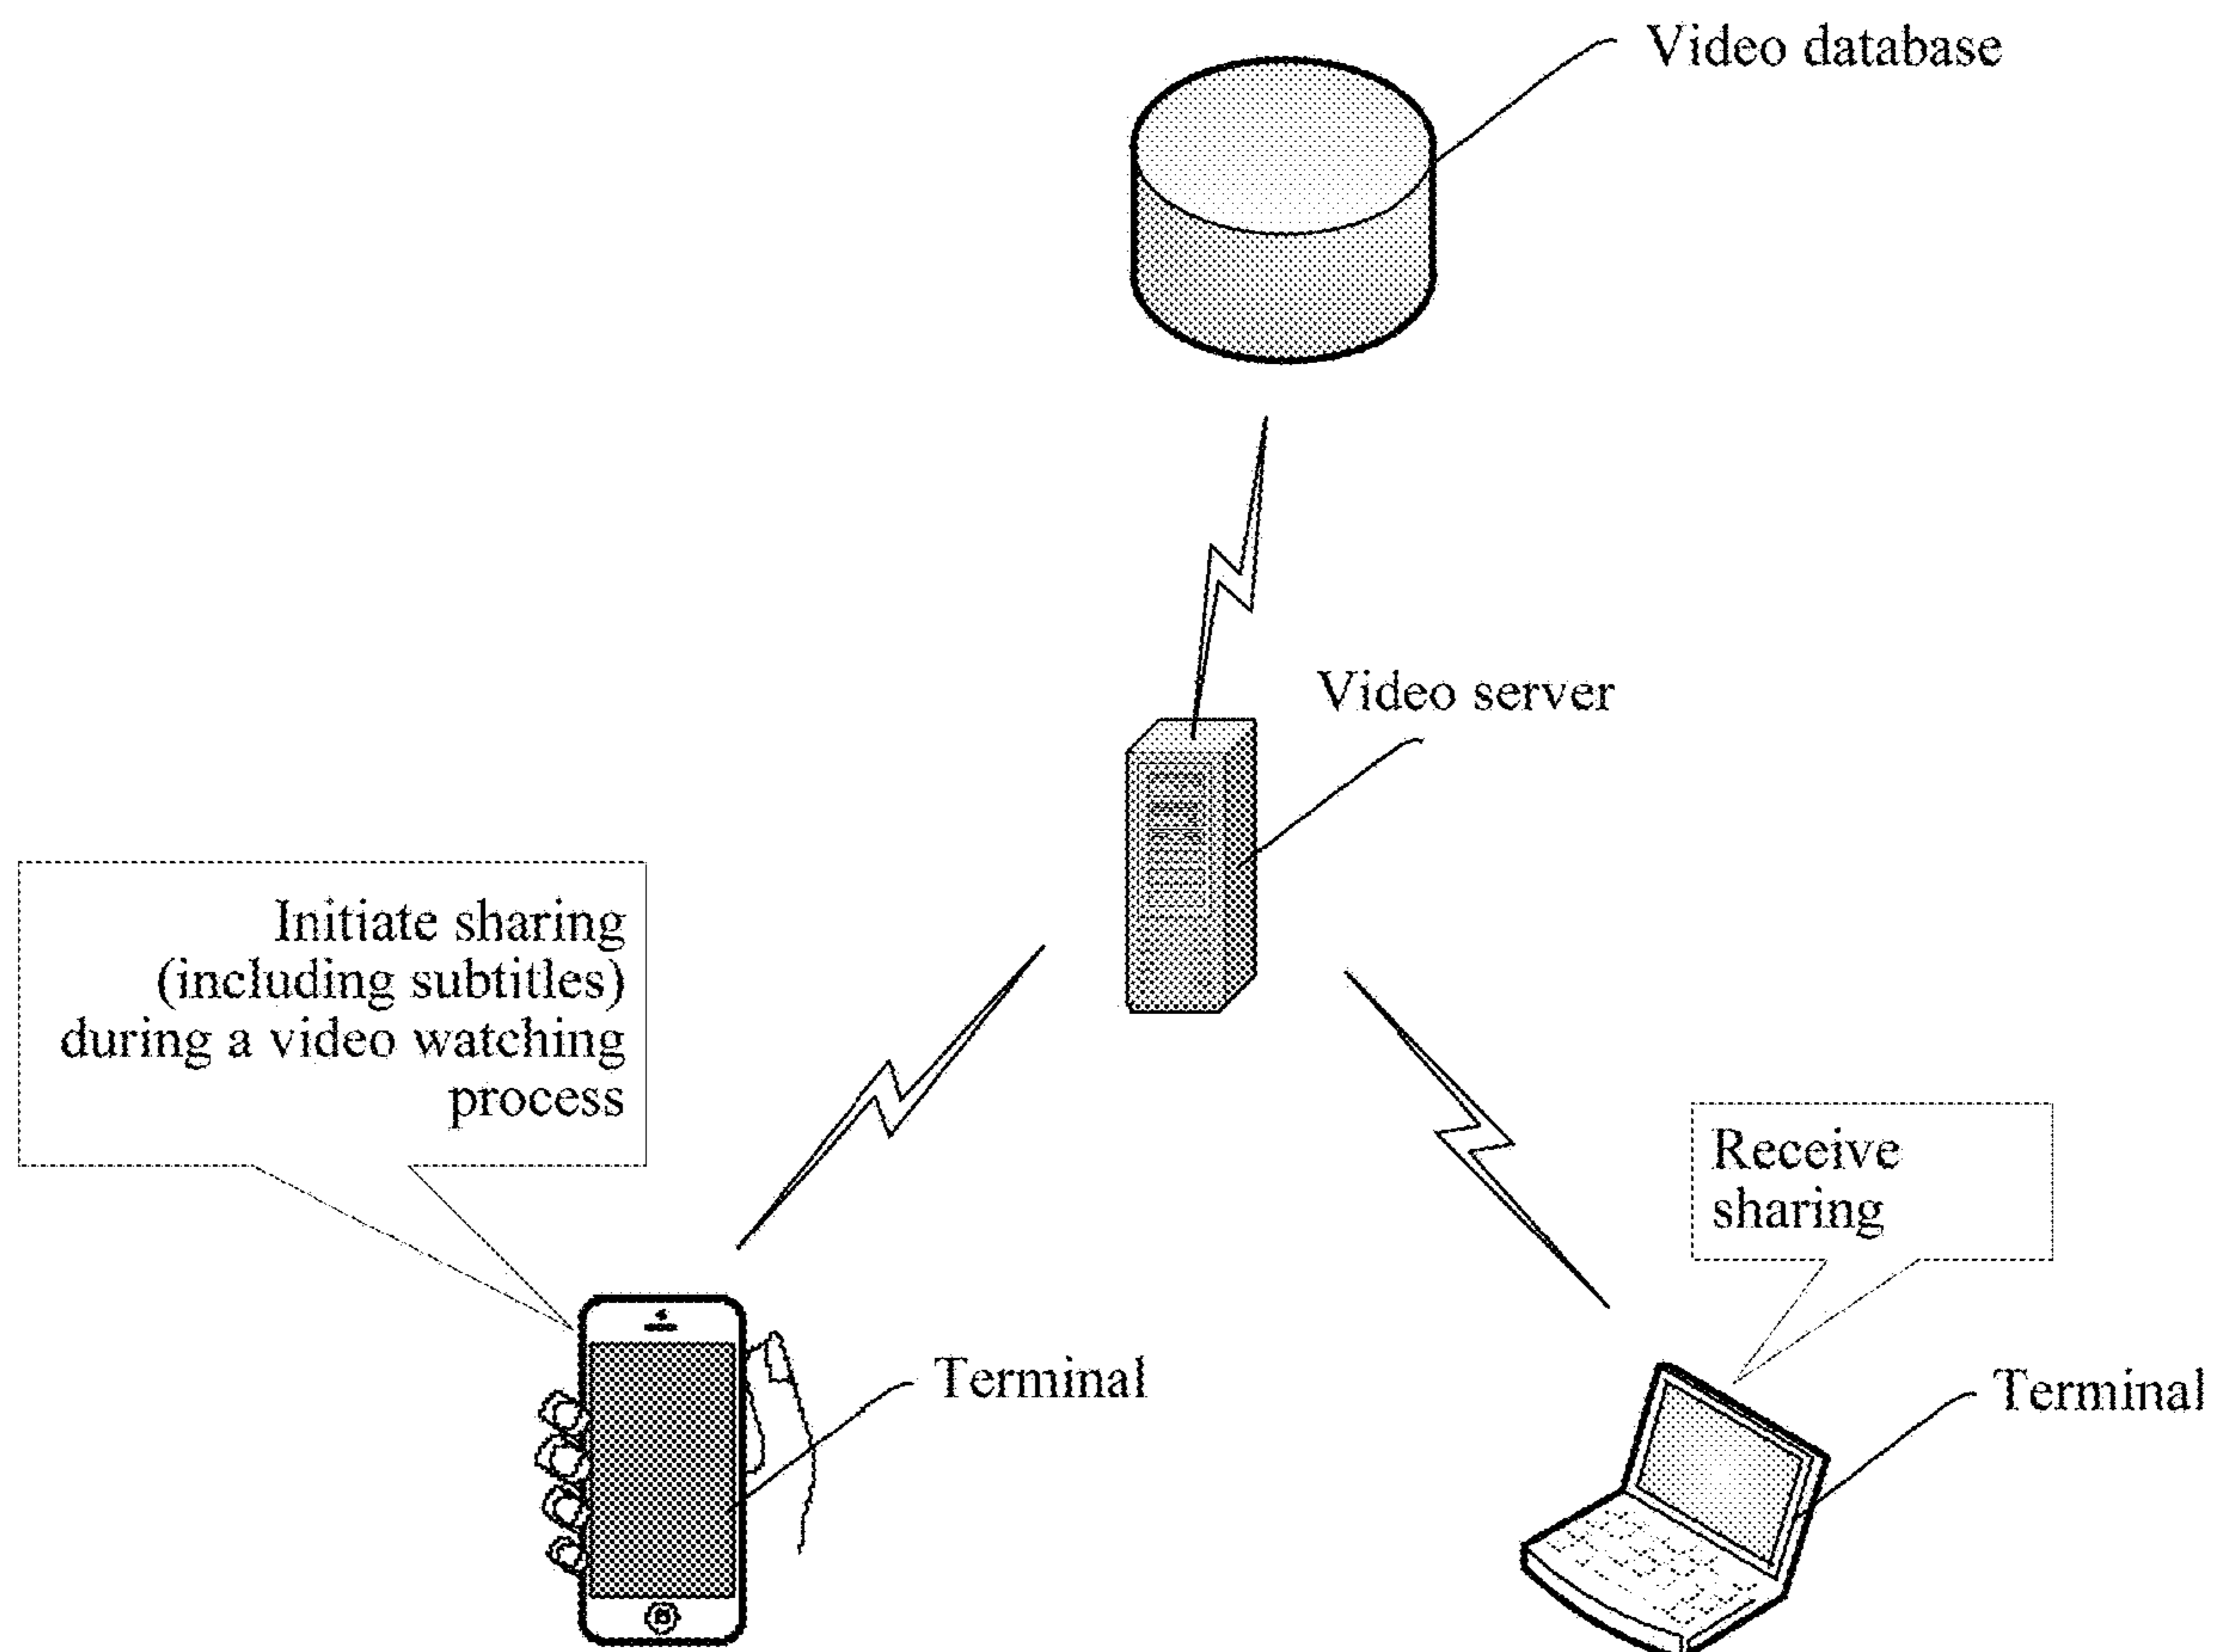 Video database
Video server
Initiate sharing
(including subtitles)
during a video watching
process
Receive
sharing
Terminal
Terminal